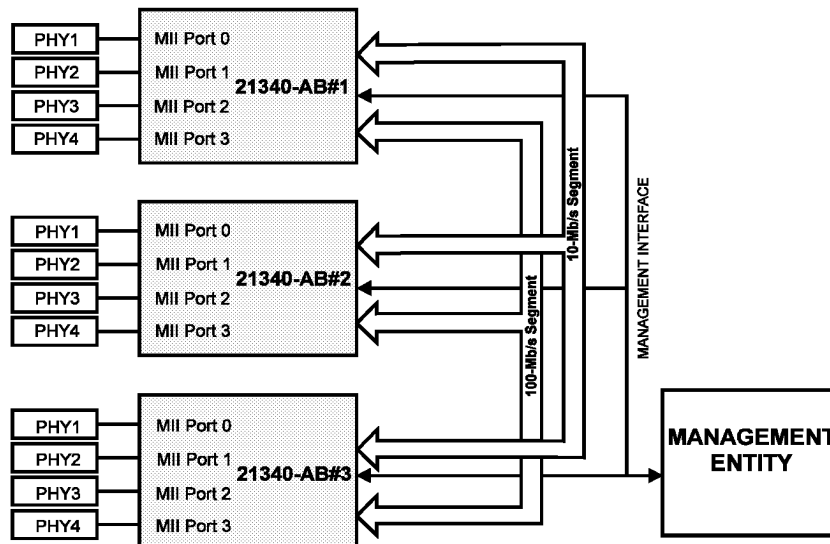 PHY1
MII Port 0
PHY2
MII Port 1
21340-AB#1
PHY3
MII Port 2
PHY4
MII Port 3
PHY1
MII Port 0
PHY2
MII Port 1
21340-AB#2
PHY3
MII Port 2
PHY4
MII Port 3
PHY1
MII Port 0
PHY2
MII Port 1
21340-AB#3
PHY3
MII Port 2
PHY4
MII Port 3
100-Mb/s Segment
10-Mb/s Segment
MANAGEMENT INTERFACE
MANAGEMENT
ENTITY